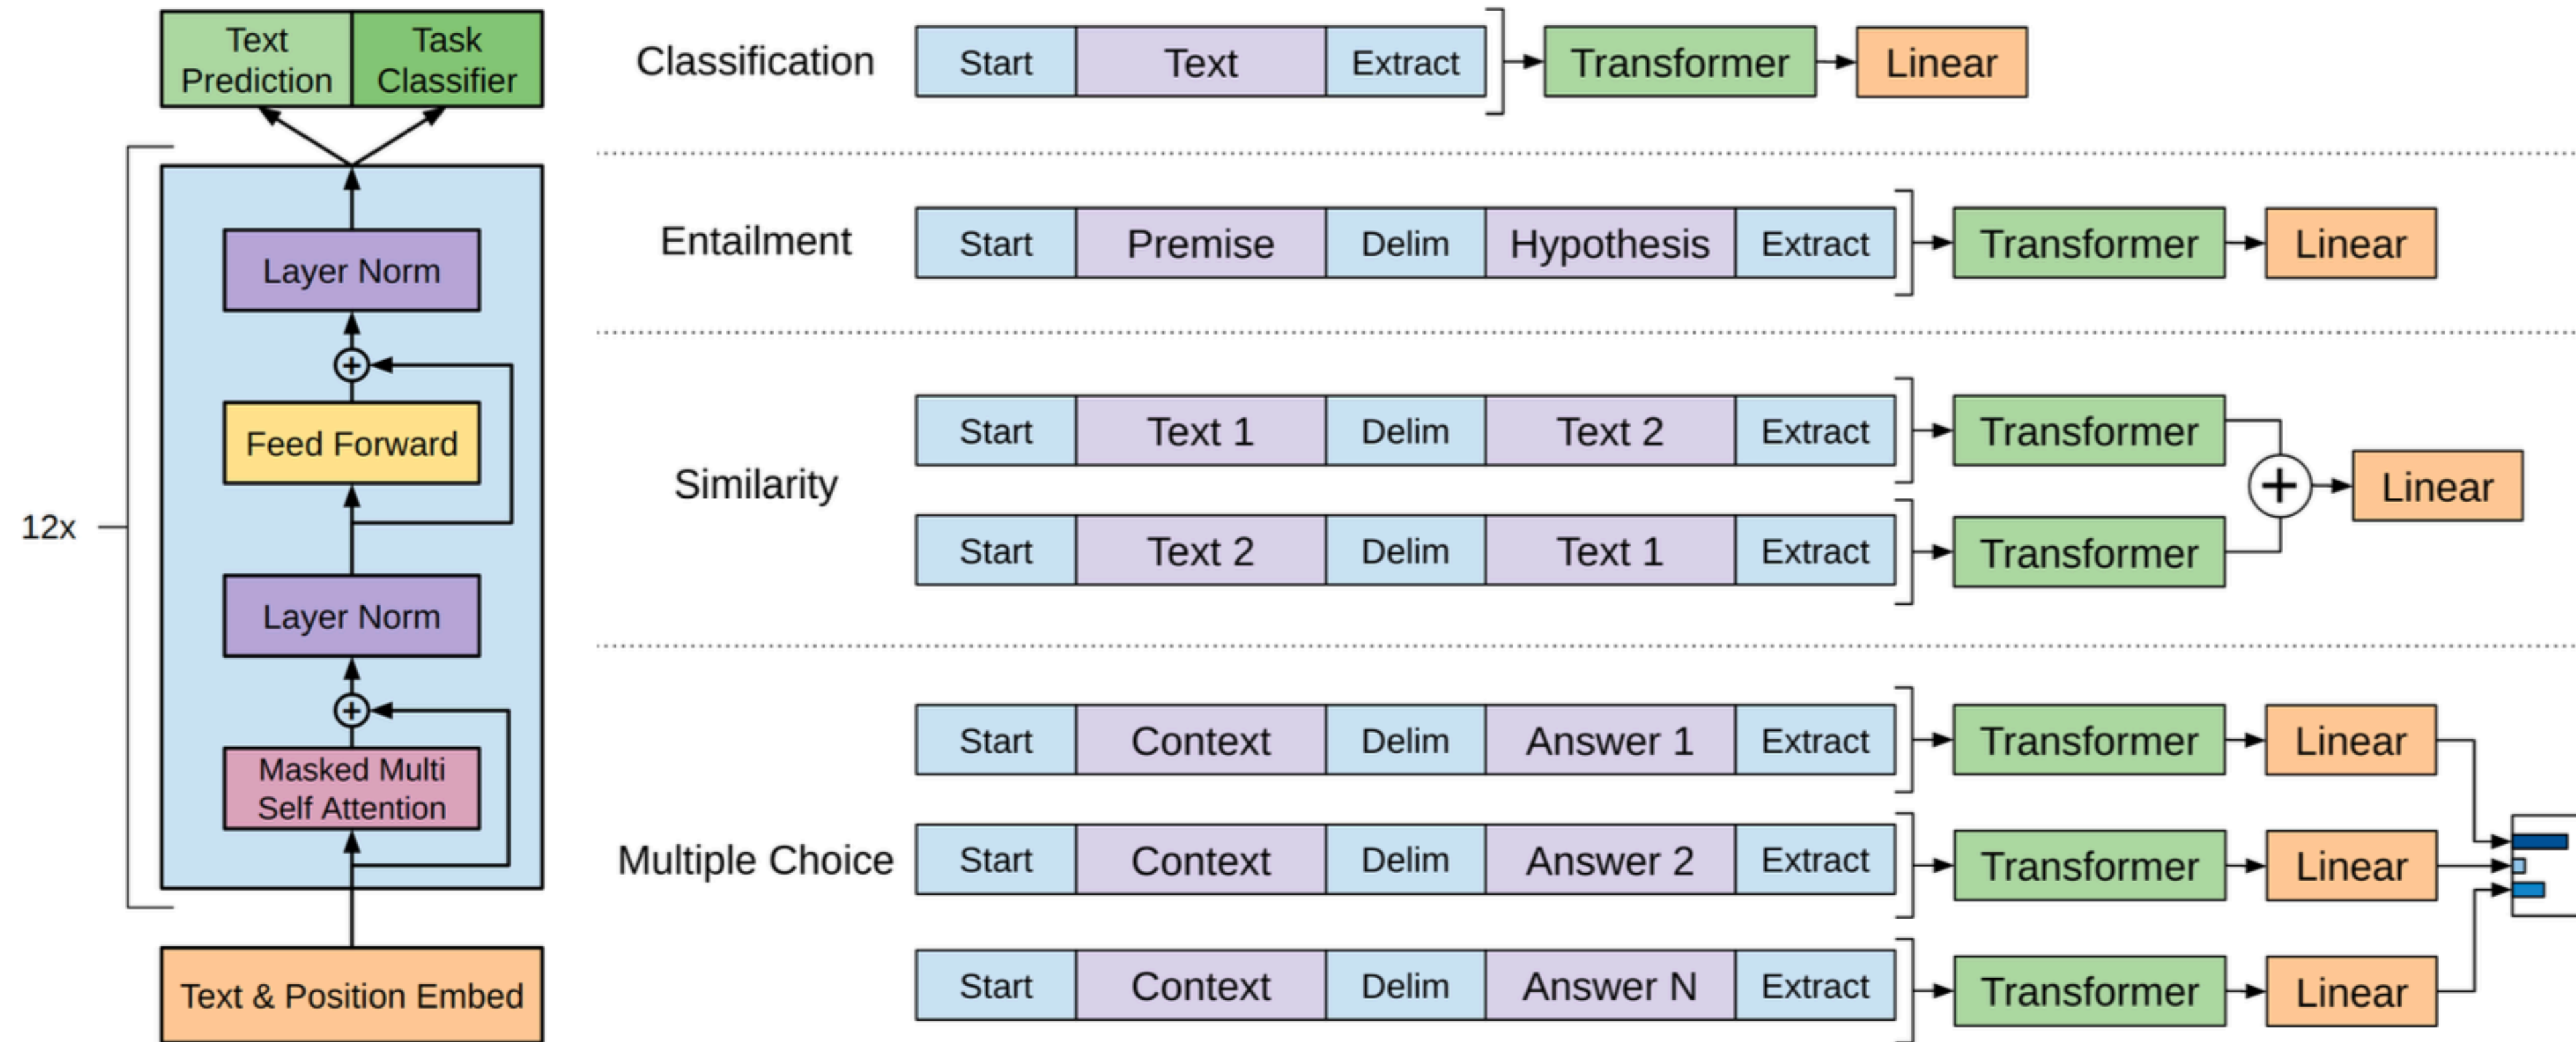 Text
Prediction
Task
Classifier
Layer Norm
+
Feed Forward
12x
Layer Norm
+
Masked Multi
Self Attention
Text & Position Embed
Classification
Start Text Extract Transformer Linear
Entailment
Start Premise Delim Hypothesis Extract Transformer Linear
Similarity
Start Text 1 Delim Text 2 Extract Transformer
+ Linear
Start Text 2 Delim Text 1 Extract Transformer
Multiple Choice
Start Context Delim Answer 1 Extract Transformer Linear
Start Context Delim Answer 2 Extract Transformer Linear
Start Context Delim Answer N Extract Transformer Linear